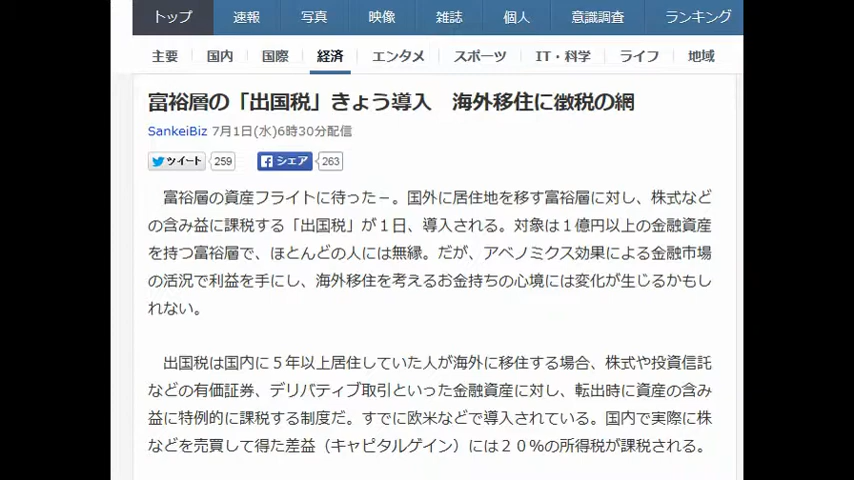 トップ 速報 写真 映像 雑誌 個人 意識調査 ランキング
主要 国内 国際 経済 エンタメ スポーツ IT・科学 ライフ 地域
富裕層の「出国税」きょう導入　海外移住に徴税の網
SankeiBiz 7月1日(水)6時30分配信
ツイート 259 シェア 263
富裕層の資産フライトに待った－。国外に居住地を移す富裕層に対し、株式など
の含み益に課税する「出国税」が１日、導入される。対象は１億円以上の金融資産
を持つ富裕層で、ほとんどの人には無縁。だが、アベノミクス効果による金融市場
の活況で利益を手にし、海外移住を考えるお金持ちの心境には変化が生じるかもし
れない。
出国税は国内に５年以上居住していた人が海外に移住する場合、株式や投資信託
などの有価証券、デリバティブ取引といった金融資産に対し、転出時に資産の含み
益に特例的に課税する制度だ。すでに欧米などで導入されている。国内で実際に株
などを売買して得た差益（キャピタルゲイン）には２０％の所得税が課税される。